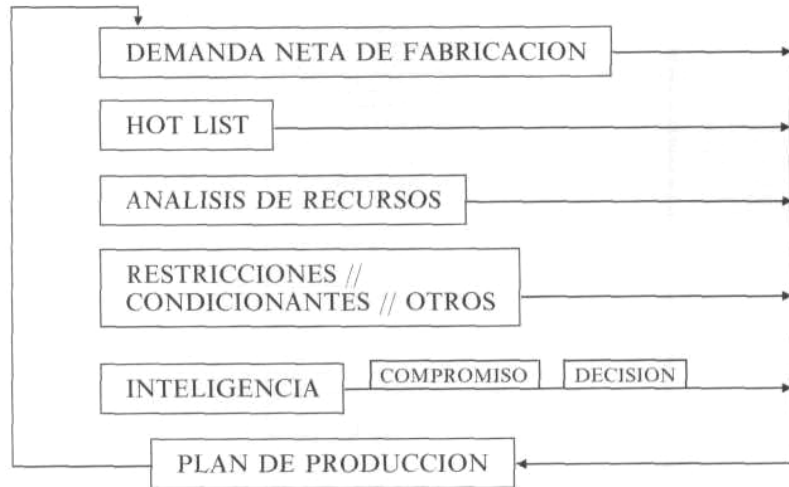 DEMANDA NETA DE FABRICACION
HOT LIST
ANALISIS DE RECURSOS
RESTRICCIONES //
CONDICIONANTES // OTROS
INTELIGENCIA
COMPROMISO
DECISION
PLAN DE PRODUCCION